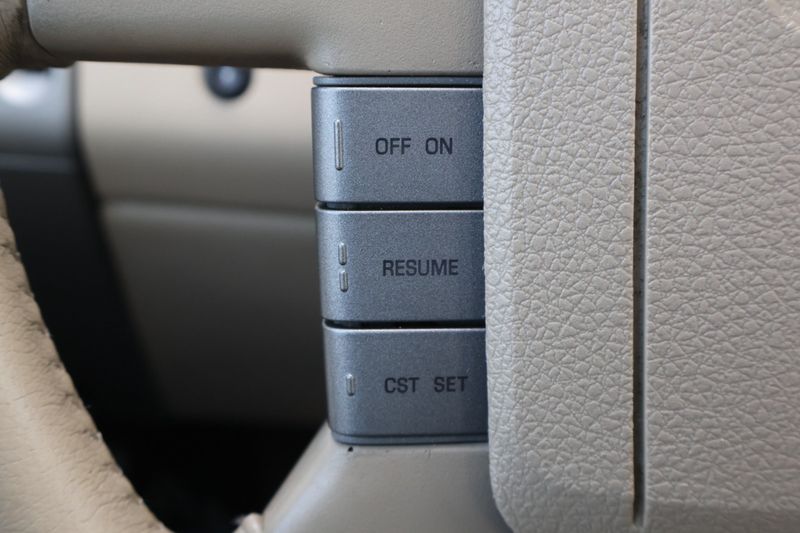 OFF ON
RESUME
CST SET